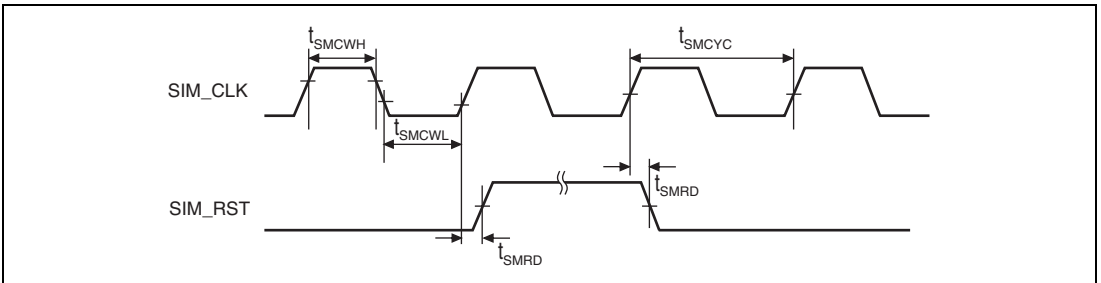 tSMCWH
tSMCYC
SIM_CLK
tSMCWL
tSMRD
SIM_RST
tSMRD